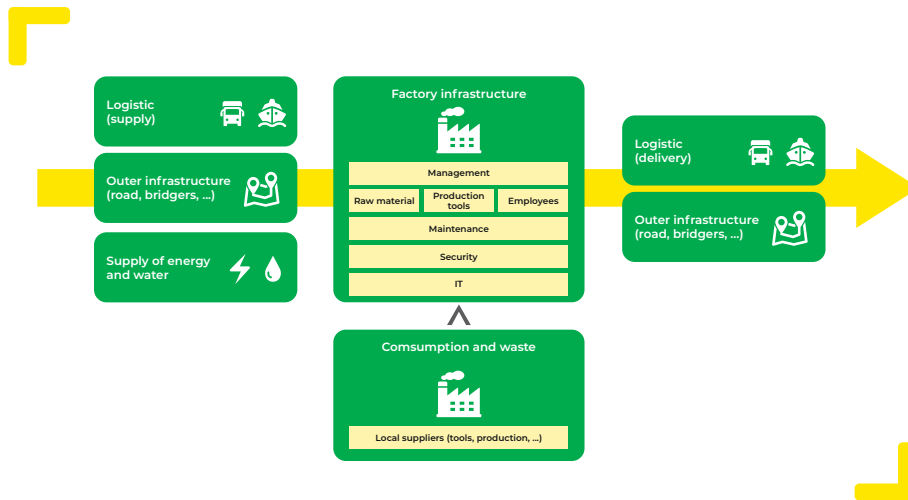 Logistic
(supply)
Outer infrastructure
(road, bridgers, ...)
Supply of energy
and water
Factory infrastructure
Management
Raw material
Production
tools
Employees
Maintenance
Security
IT
Comsumption and waste
Local suppliers (tools, production, ...)
Logistic
(delivery)
Outer infrastructure
(road, bridgers, ...)